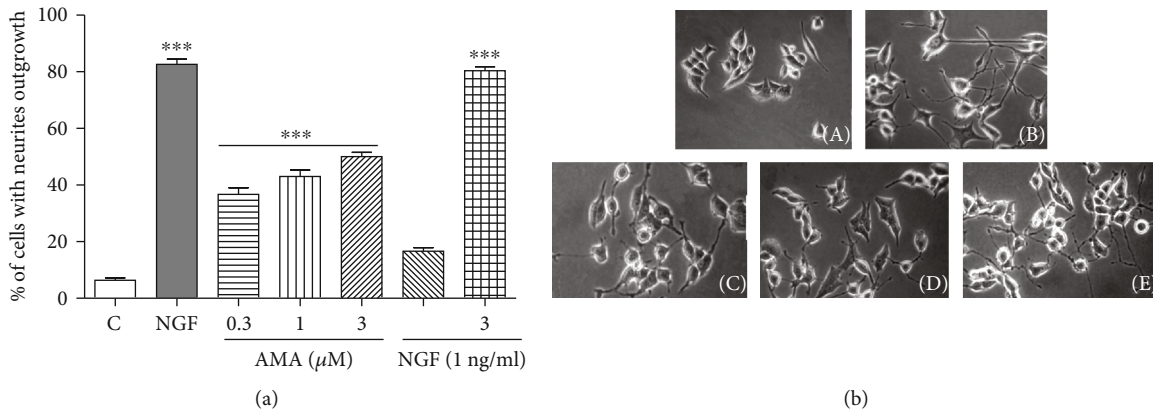 % of cells with neurites outgrowth
100
80
60
40
20
0
***
***
***
C NGF 0.3 1 3 3
AMA (μM) NGF (1 ng/ml)
(a)
(A) (B)
(C) (D) (E)
(b)